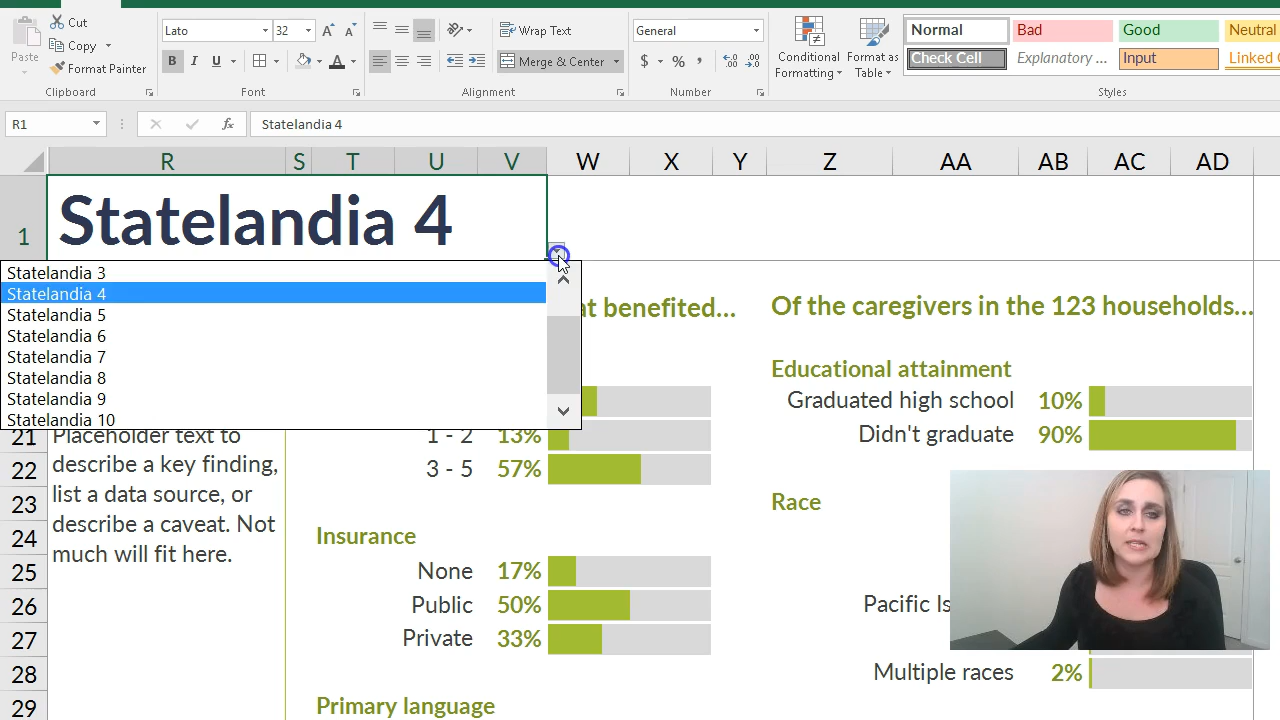 Cut
Copy
Format Painter
Paste
Clipboard
Lato 32
B I U
Font
Wrap Text
Merge & Center
Alignment
General
$ % ,
Number
Conditional Formatting
Format as Table
Normal Bad Good Neutral
Check Cell Explanatory ... Input Linked
Styles
R1 fx Statelandia 4
R S T U V W X Y Z AA AB AC AD
1 Statelandia 4
Statelandia 3
Statelandia 4
Statelandia 5
Statelandia 6
Statelandia 7
Statelandia 8
Statelandia 9
Statelandia 10
at benefited...
Of the caregivers in the 123 households...
Educational attainment
Graduated high school 10%
Didn't graduate 90%
Race
Pacific Is
Multiple races 2%
21
22
23
24
25
26
27
28
29
Placeholder text to
describe a key finding,
list a data source, or
describe a caveat. Not
much will fit here.
1 - 2 13%
3 - 5 57%
Insurance
None 17%
Public 50%
Private 33%
Primary language